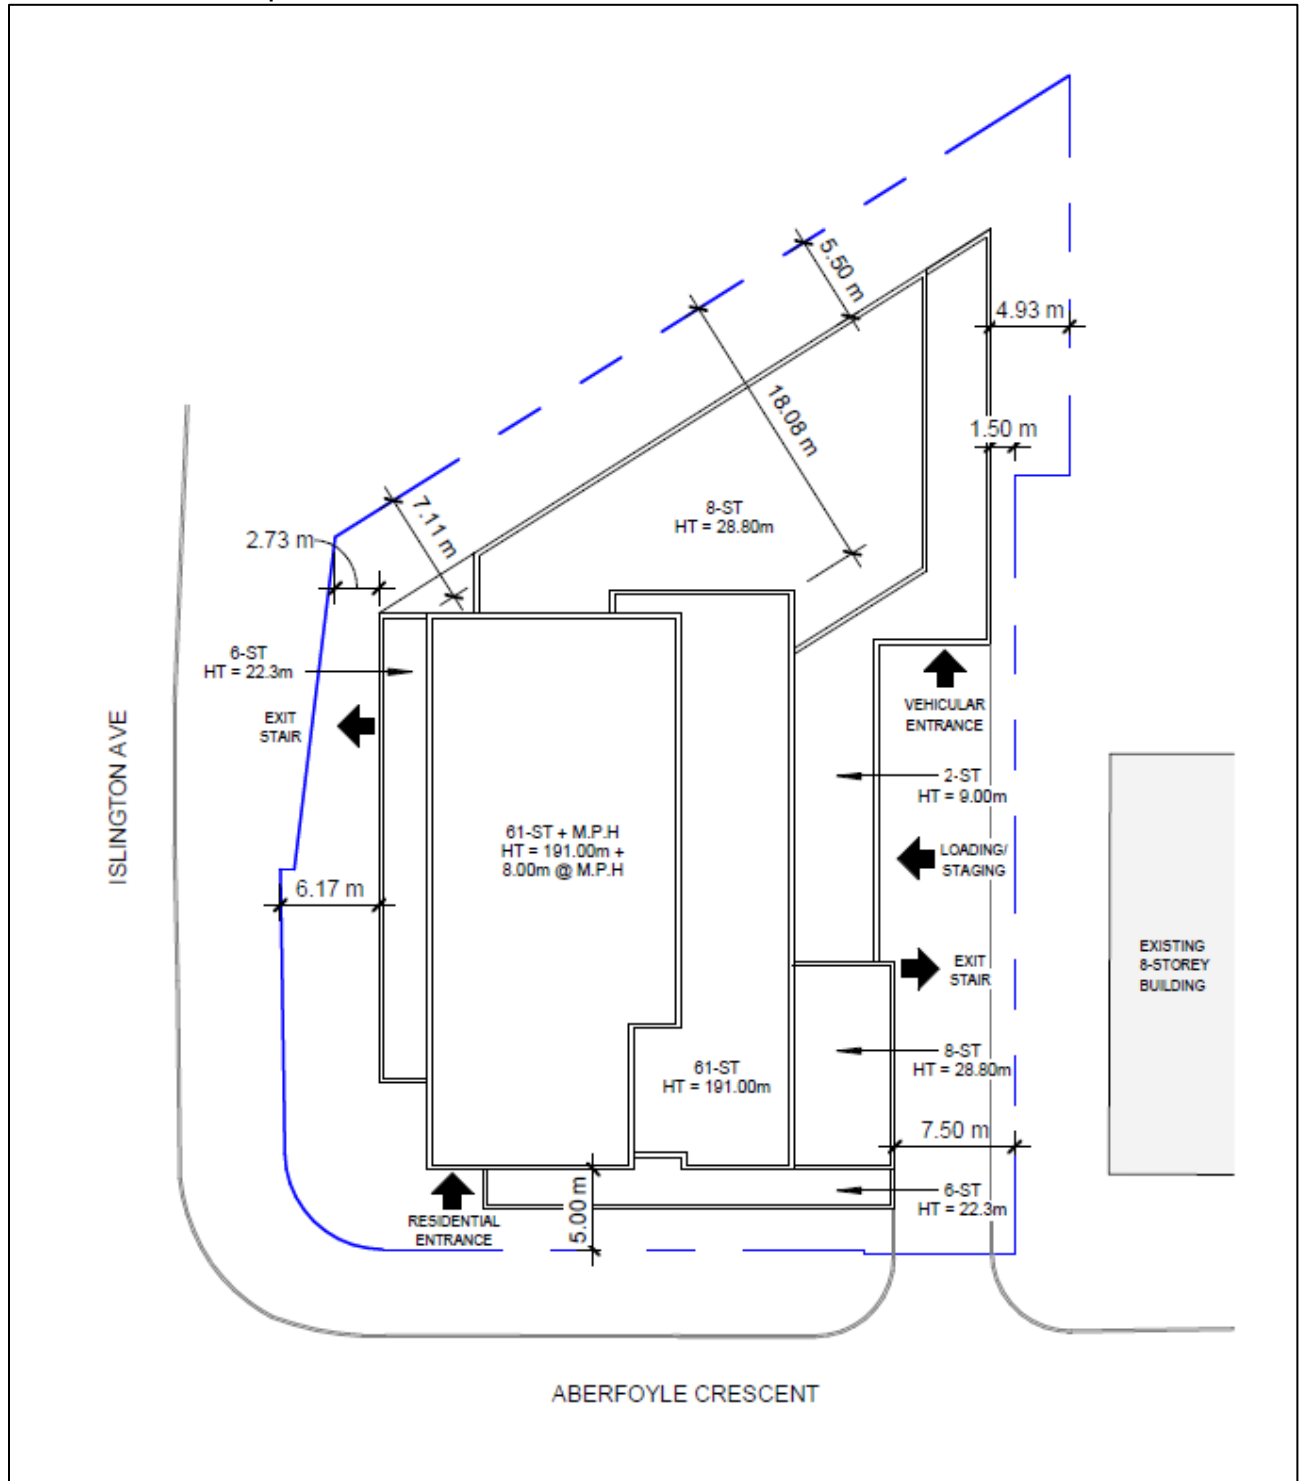 5.50 m
4.93 m
18.08 m
1.50 m
7.11 m
8-ST
HT = 28.80m
2.73 m
6-ST
HT = 22.3m
EXIT
STAIR
VEHICULAR
ENTRANCE
ISLINGTON AVE
2-ST
HT = 9.00m
61-ST + M.P.H
HT = 191.00m +
8.00m @ M.P.H
LOADING/
STAGING
6.17 m
EXIT
STAIR
EXISTING
8-STOREY
BUILDING
61-ST
HT = 191.00m
8-ST
HT = 28.80m
7.50 m
6-ST
HT = 22.3m
5.00 m
RESIDENTIAL
ENTRANCE
ABERFOYLE CRESCENT